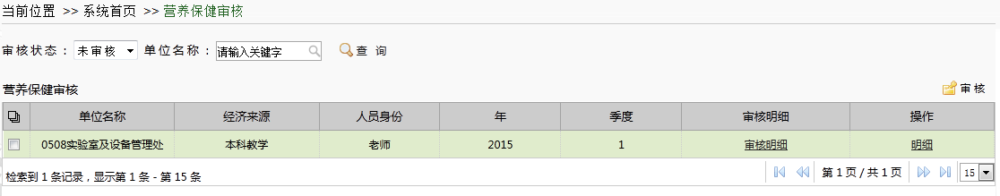 当前位置 >> 系统首页 >> 营养保健审核
审核状态： 未审核 单位名称： 请输入关键字 查 询
营养保健审核 审核
单位名称 经济来源 人员身份 年 季度 审核明细 操作
0508实验室及设备管理处 本科教学 老师 2015 1 审核明细 明细
检索到 1 条记录，显示第 1 条 - 第 15 条 第 1 页 / 共 1 页 15